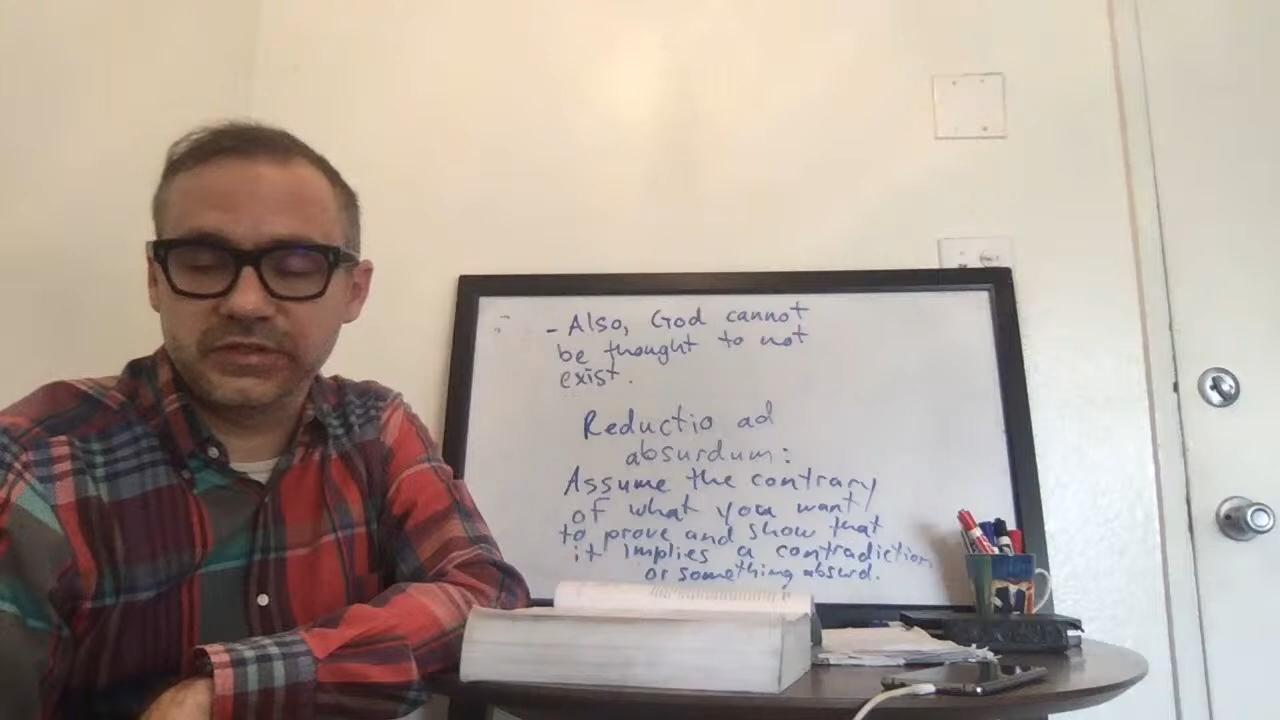 - Also, God cannot
be thought to not
exist.
Reductio ad
absurdum:
Assume the contrary
of what you want
to prove and show that
it implies a contradiction
or something absurd.